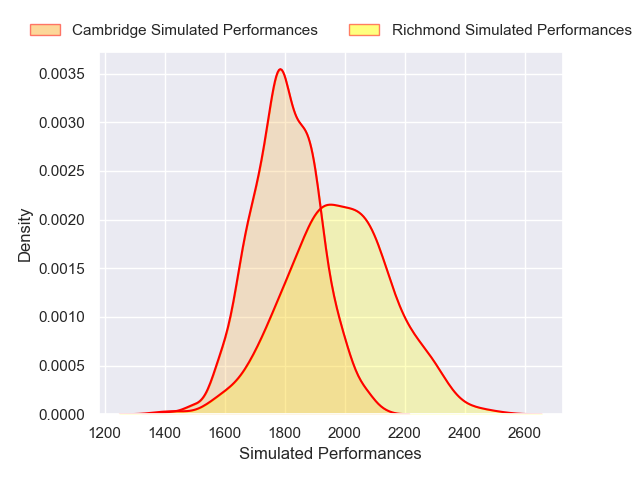 Cambridge Simulated Performances
Richmond Simulated Performances
0.0035
0.0030
0.0025
0.0020
0.0015
0.0010
0.0005
0.0000
Density
1200 1400 1600 1800 2000 2200 2400 2600
Simulated Performances